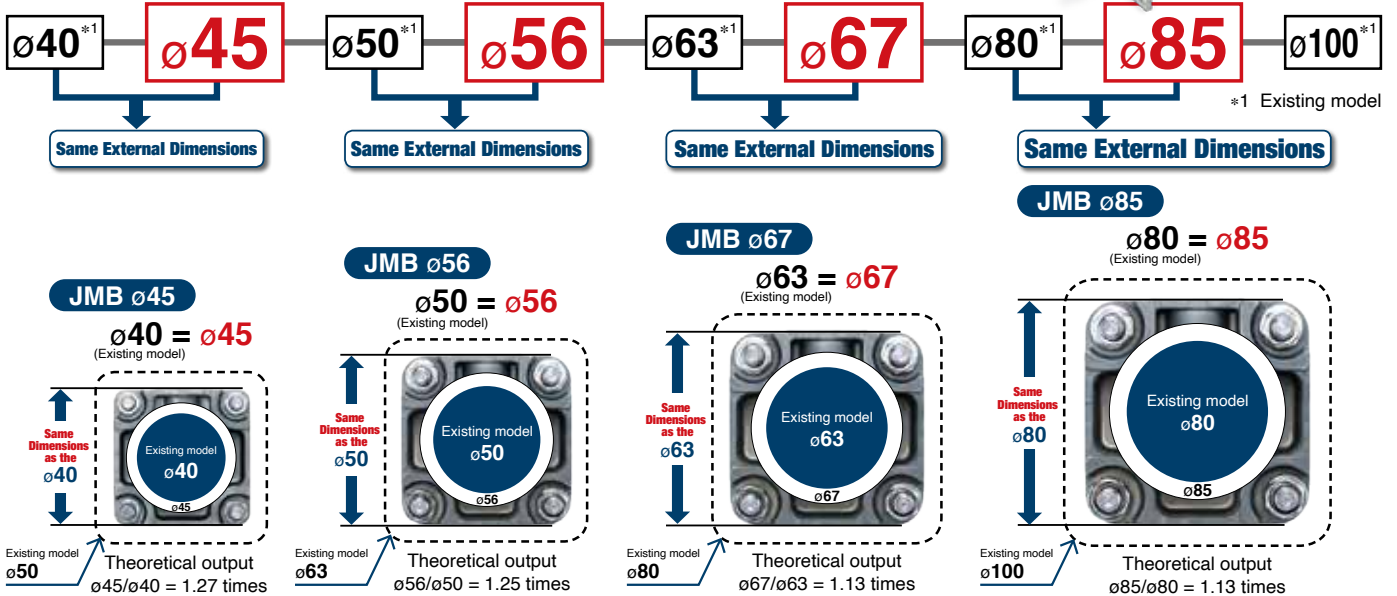 ø40*1
ø45
ø50*1
ø56
ø63*1
ø67
ø80*1
ø85
ø100*1
*1 Existing model
Same External Dimensions
Same External Dimensions
Same External Dimensions
Same External Dimensions
JMB ø45
ø40 = ø45
(Existing model)
Same
Dimensions
as the
ø40
Existing model
ø40
ø45
Existing model
ø50
Theoretical output
ø45/ø40 = 1.27 times
JMB ø56
ø50 = ø56
(Existing model)
Same
Dimensions
as the
ø50
Existing model
ø50
ø56
Existing model
ø63
Theoretical output
ø56/ø50 = 1.25 times
JMB ø67
ø63 = ø67
(Existing model)
Same
Dimensions
as the
ø63
Existing model
ø63
ø67
Existing model
ø80
Theoretical output
ø67/ø63 = 1.13 times
JMB ø85
ø80 = ø85
(Existing model)
Same
Dimensions
as the
ø80
Existing model
ø80
ø85
Existing model
ø100
Theoretical output
ø85/ø80 = 1.13 times